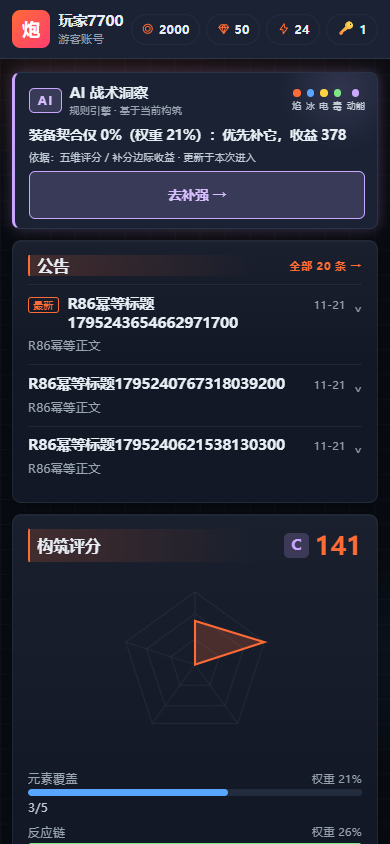 炮
玩家7700
游客账号
2000
50
24
1
AI
AI 战术洞察
规则引擎 · 基于当前构筑
焰 冰 电 毒 动能
装备契合仅 0%（权重 21%）：优先补它，收益 378
依据：五维评分 / 补分边际收益 · 更新于本次进入
去补强 →
公告
全部 20 条 →
最新
R86幂等标题
1795243654662971700
11-21
R86幂等正文
R86幂等标题1795240767318039200
11-21
R86幂等正文
R86幂等标题1795240621538130300
11-21
R86幂等正文
构筑评分
C
141
元素覆盖
权重 21%
3/5
反应链
权重 26%